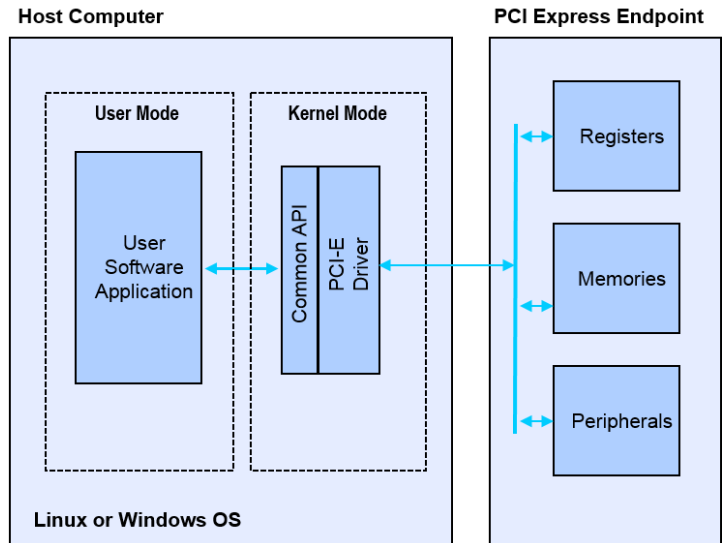 Host Computer
PCI Express Endpoint
User Mode
Kernel Mode
User
Software
Application
Common API
PCI-E
Driver
Registers
Memories
Peripherals
Linux or Windows OS